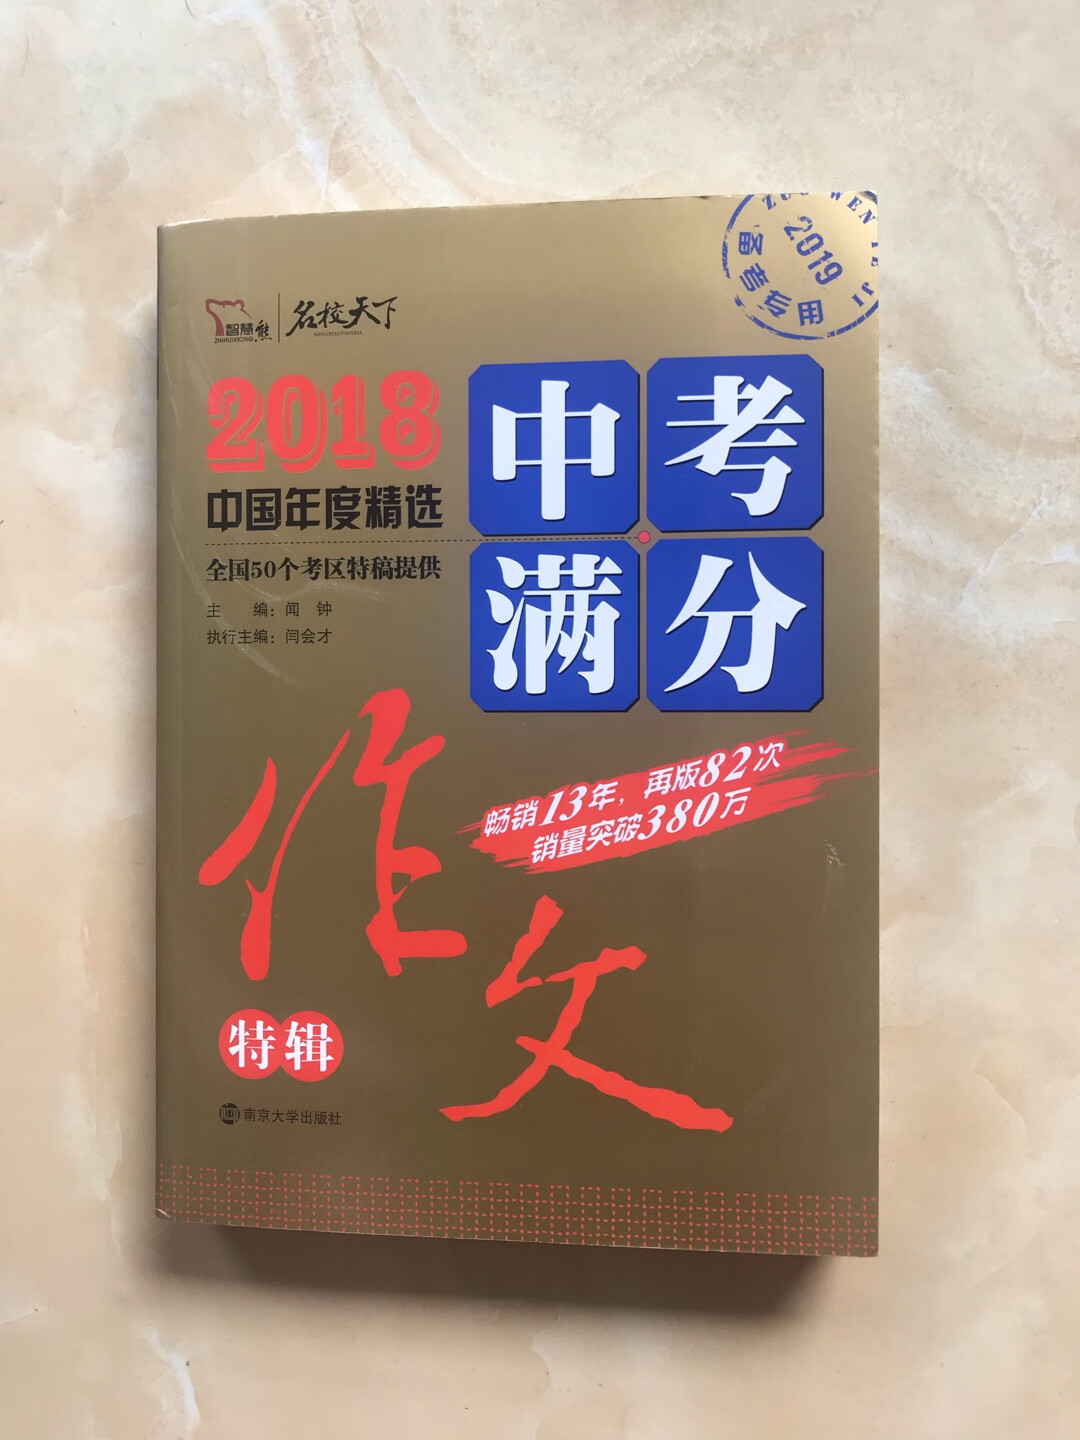 ZUO WEN
2019
备考专用
智慧熊
ZHIHUIXIONG
名校天下
MINGXIAOTIANXIA
2018
中国年度精选
全国50个考区特稿提供
主 编：闻 钟
执行主编：闫会才
中考
满分
作文
畅销13年，再版82次
销量突破380万
特辑
南京大学出版社